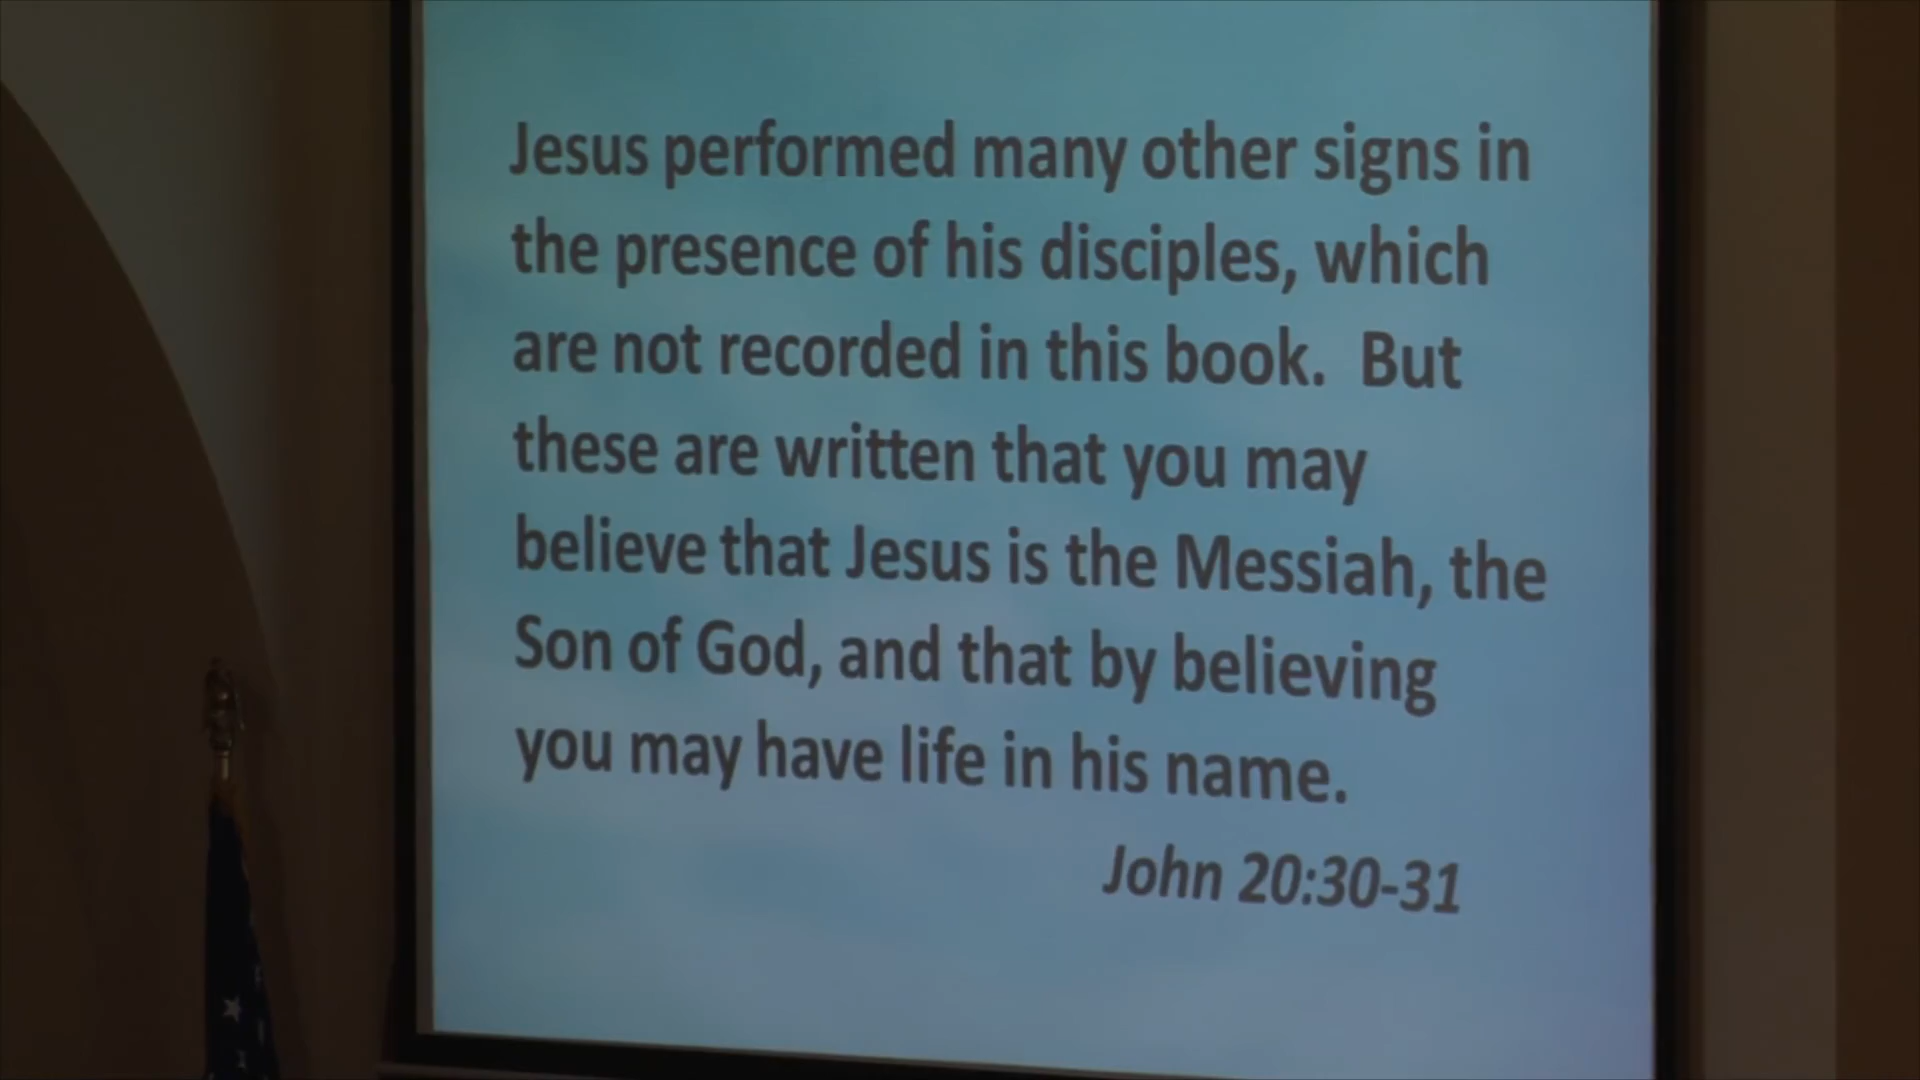 Jesus performed many other signs in
the presence of his disciples, which
are not recorded in this book. But
these are written that you may
believe that Jesus is the Messiah, the
Son of God, and that by believing
you may have life in his name.
John 20:30-31